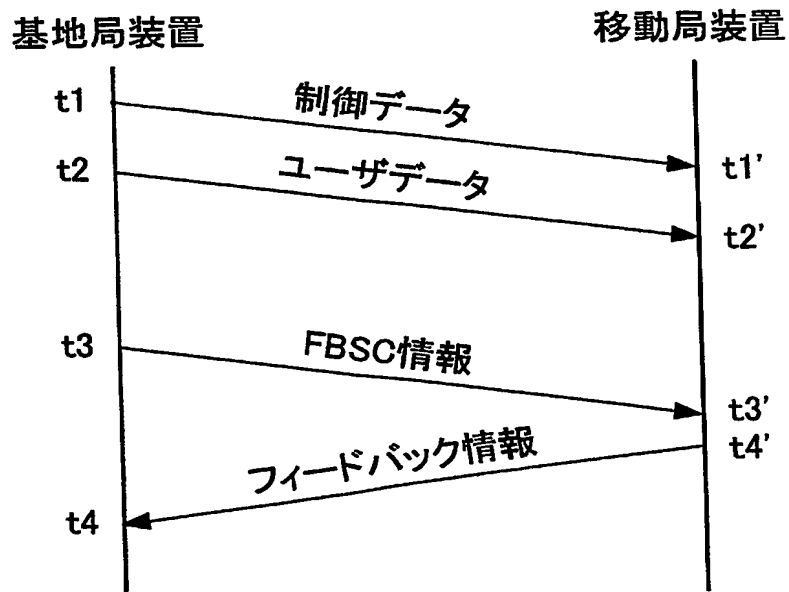 基地局装置
移動局装置
t1
制御データ
t1'
t2
ユーザデータ
t2'
t3
FBSC情報
t3'
フィードバック情報
t4'
t4